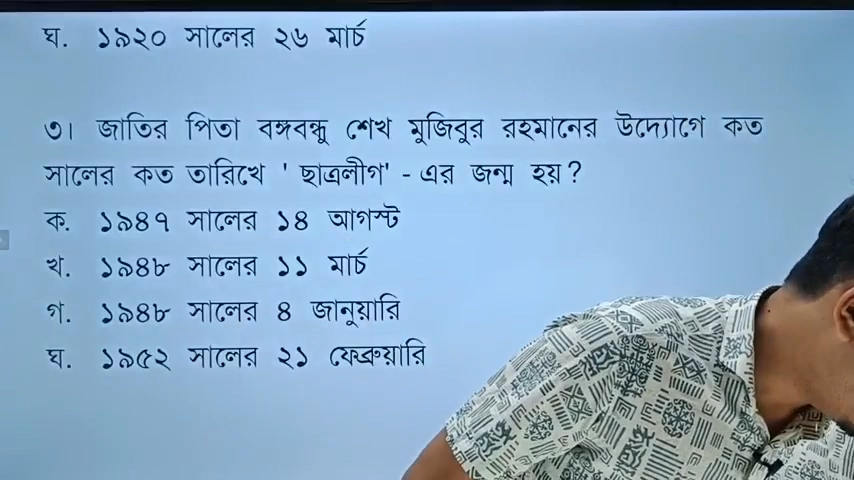 ঘ. ১৯২০ সালের ২৬ মার্চ
৩। জাতির পিতা বঙ্গবন্ধু শেখ মুজিবুর রহমানের উদ্যোগে কত
সালের কত তারিখে ' ছাত্রলীগ' - এর জন্ম হয়?
ক. ১৯৪৭ সালের ১৪ আগস্ট
খ. ১৯৪৮ সালের ১১ মার্চ
গ. ১৯৪৮ সালের ৪ জানুয়ারি
ঘ. ১৯৫২ সালের ২১ ফেব্রুয়ারি